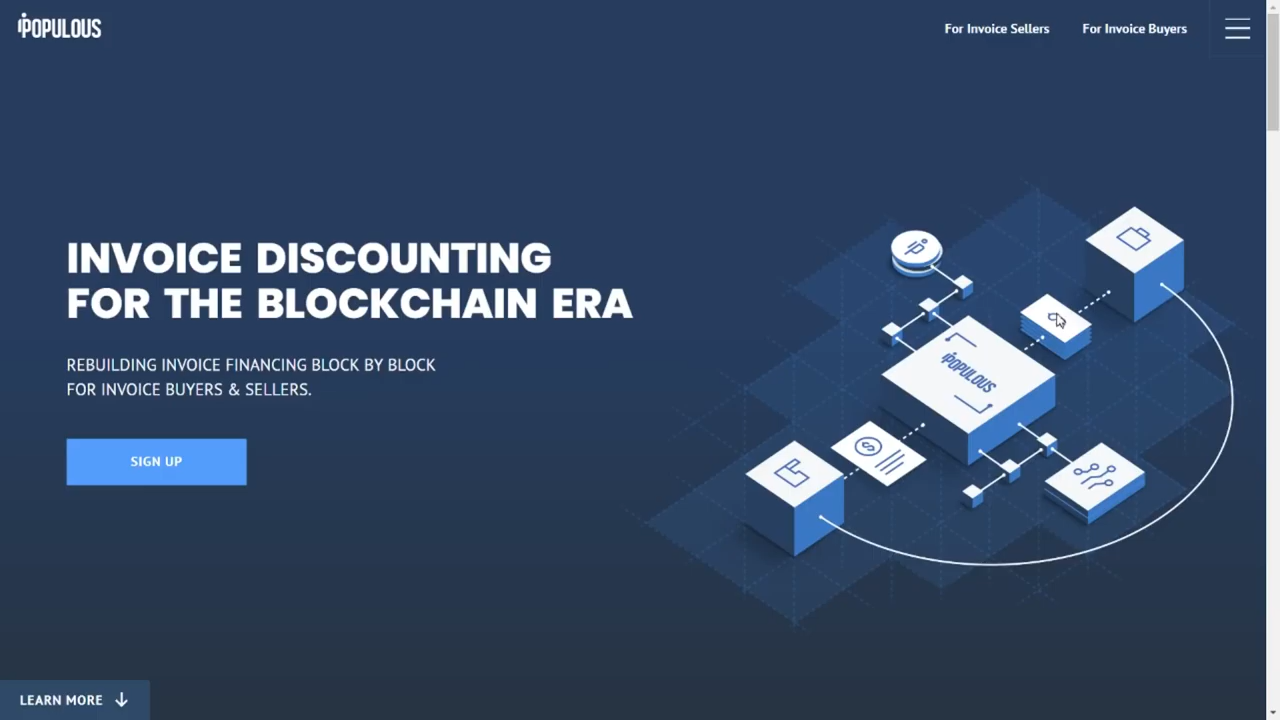 POPULOUS
For Invoice Sellers
For Invoice Buyers
INVOICE DISCOUNTING
FOR THE BLOCKCHAIN ERA
REBUILDING INVOICE FINANCING BLOCK BY BLOCK
FOR INVOICE BUYERS & SELLERS.
SIGN UP
POPULOUS
$
LEARN MORE